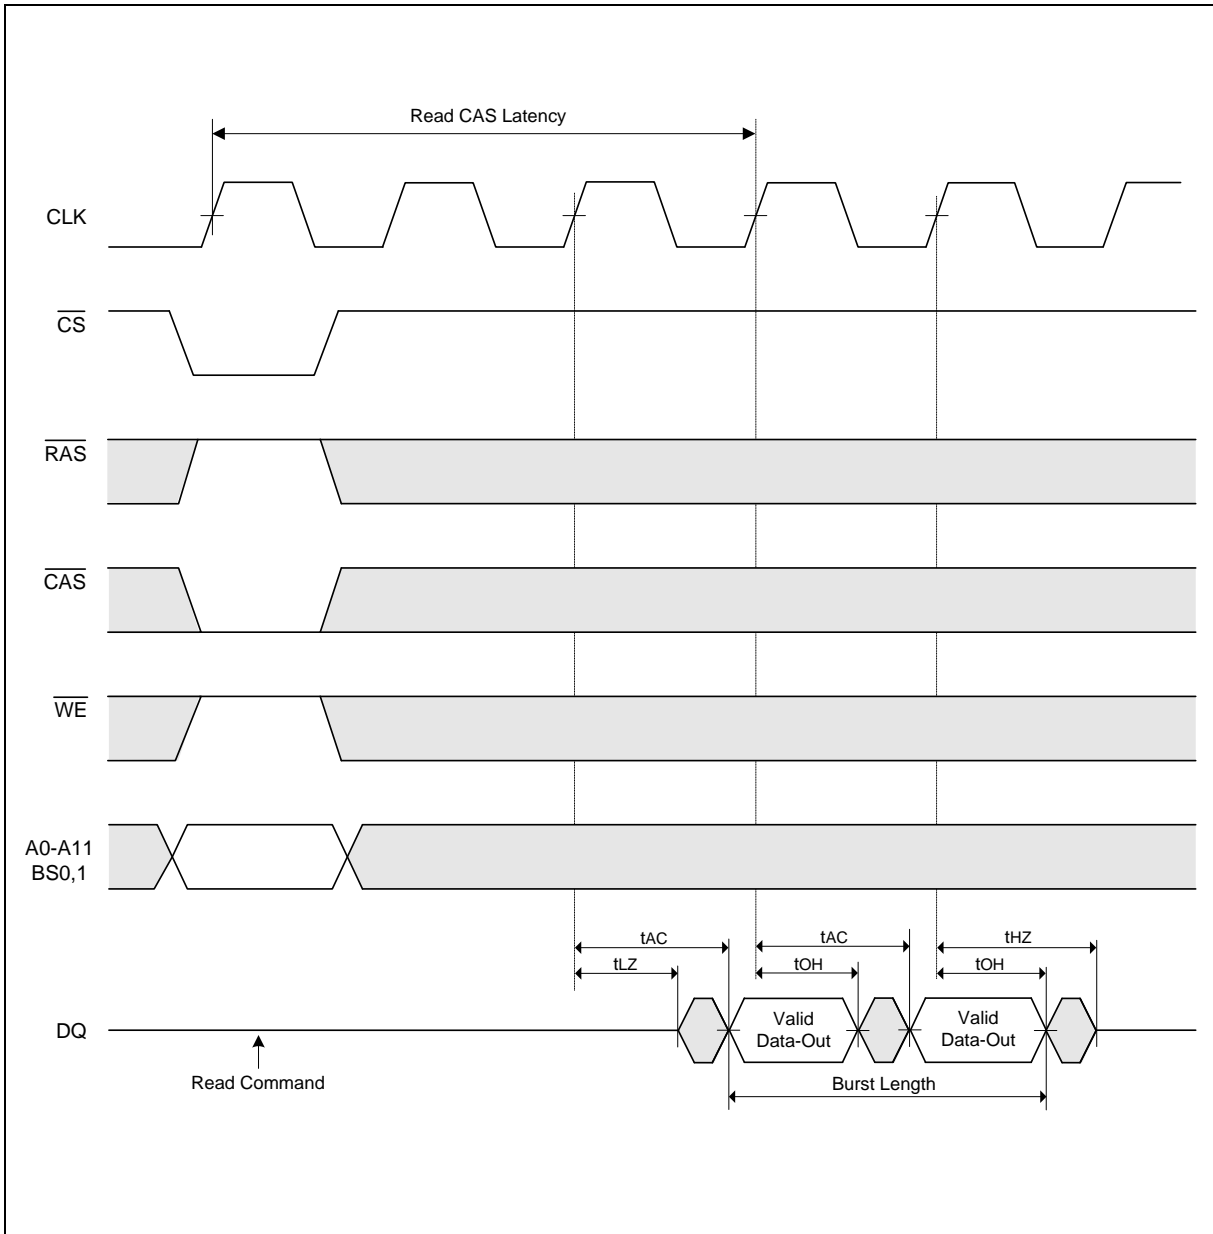 Read CAS Latency
CLK
CS
RAS
CAS
WE
A0-A11
BS0,1
tAC
tAC
tHZ
tLZ
tOH
tOH
DQ
Valid
Data-Out
Valid
Data-Out
Read Command
Burst Length